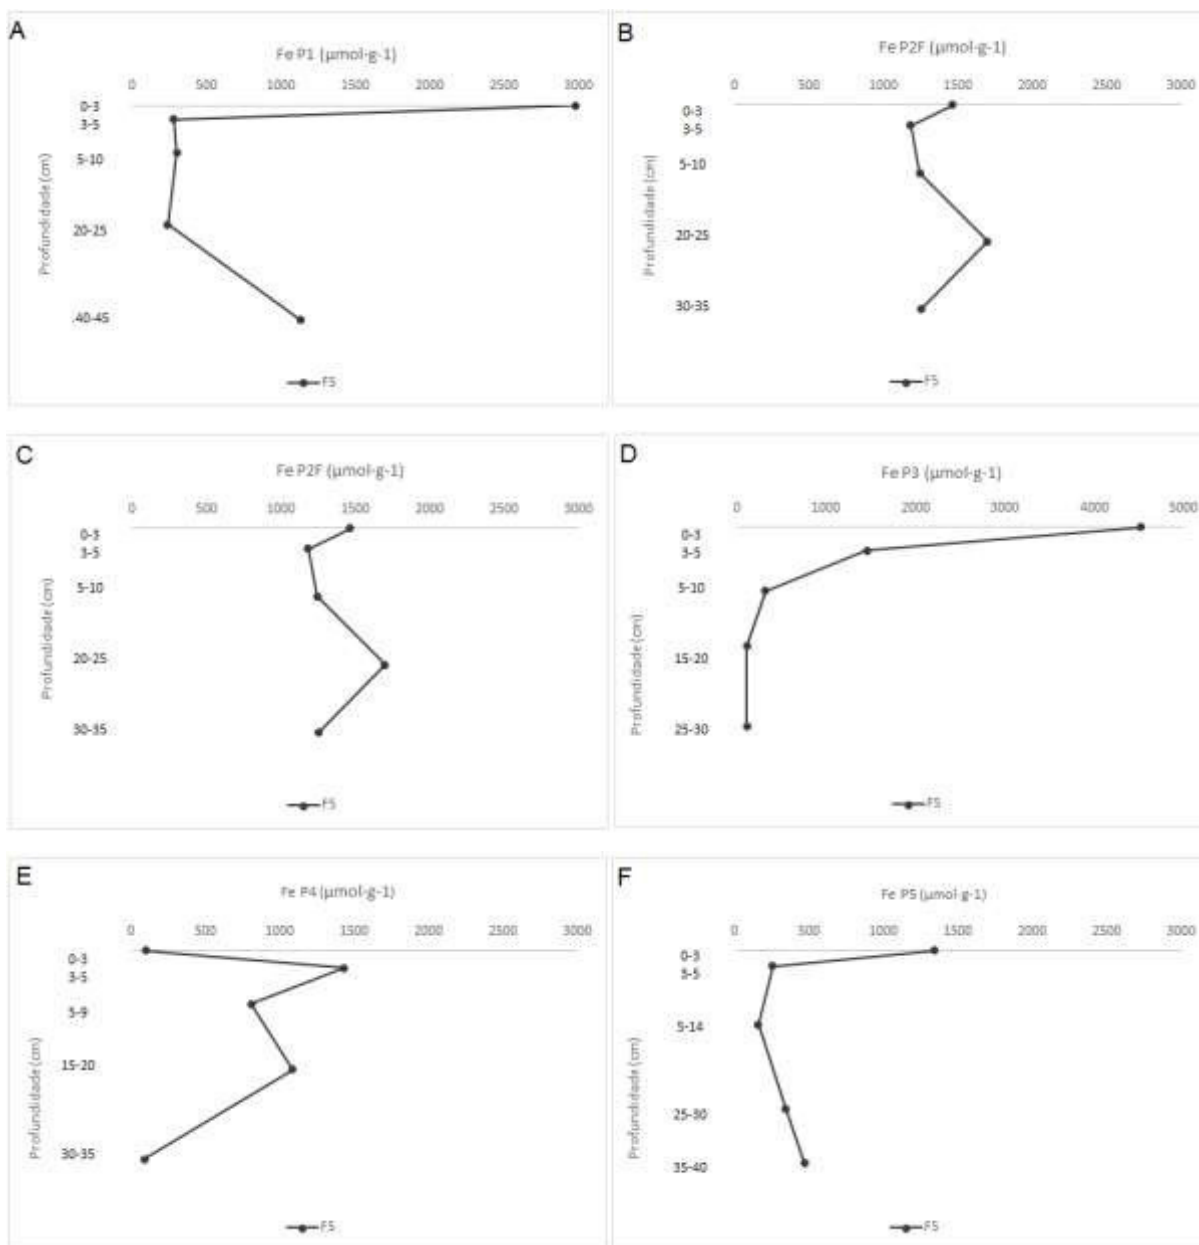 A
Fe P1 (µmol-g-1)
0 500 1000 1500 2000 2500 3000
0-3
3-5
5-10
20-25
.40-45
Profundidade (cm)
F5
B
Fe P2F (µmol-g-1)
0 500 1000 1500 2000 2500 3000
0-3
3-5
5-10
20-25
30-35
Profundidade (cm)
F5
C
Fe P2F (µmol-g-1)
0 500 1000 1500 2000 2500 3000
0-3
3-5
5-10
20-25
30-35
Profundidade (cm)
F5
D
Fe P3 (µmol-g-1)
0 1000 2000 3000 4000 5000
0-3
3-5
5-10
15-20
25-30
Profundidade (cm)
F5
E
Fe P4 (µmol-g-1)
0 500 1000 1500 2000 2500 3000
0-3
3-5
5-9
15-20
30-35
Profundidade (cm)
F5
F
Fe P5 (µmol-g-1)
0 500 1000 1500 2000 2500 3000
0-3
3-5
5-14
25-30
35-40
Profundidade (cm)
F5